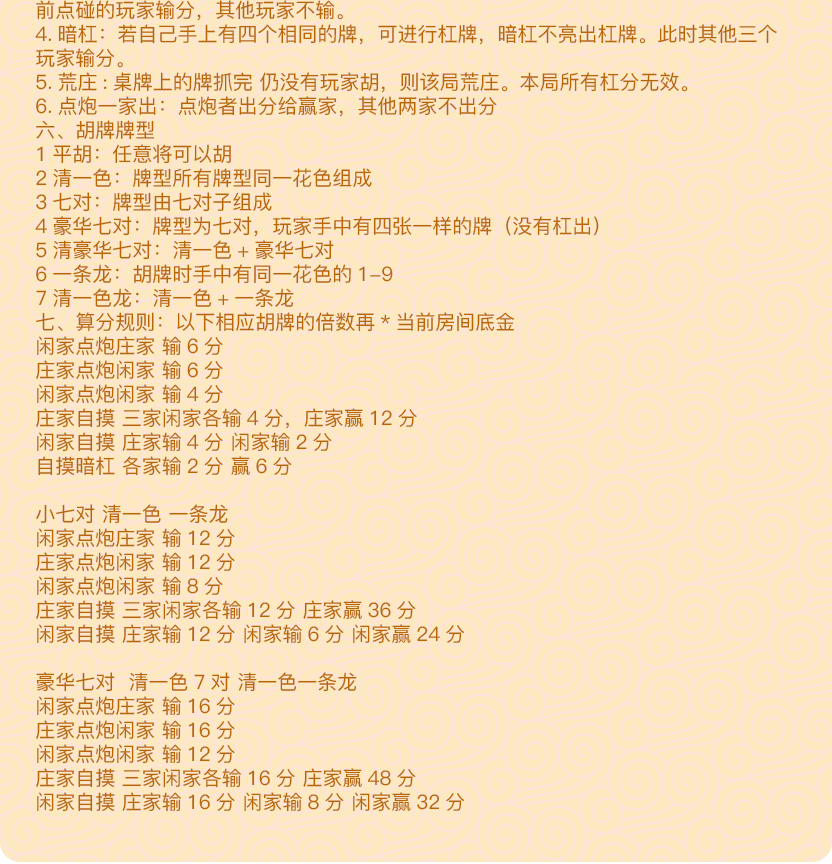 前点碰的玩家输分，其他玩家不输。
4. 暗杠：若自己手上有四个相同的牌，可进行杠牌，暗杠不亮出杠牌。此时其他三个
玩家输分。
5. 荒庄 : 桌牌上的牌抓完 仍没有玩家胡，则该局荒庄。本局所有杠分无效。
6. 点炮一家出：点炮者出分给赢家，其他两家不出分
六、胡牌牌型
1 平胡：任意将可以胡
2 清一色：牌型所有牌型同一花色组成
3 七对：牌型由七对子组成
4 豪华七对：牌型为七对，玩家手中有四张一样的牌（没有杠出）
5 清豪华七对：清一色 + 豪华七对
6 一条龙：胡牌时手中有同一花色的 1–9
7 清一色龙：清一色 + 一条龙
七、算分规则：以下相应胡牌的倍数再 * 当前房间底金
闲家点炮庄家 输 6 分
庄家点炮闲家 输 6 分
闲家点炮闲家 输 4 分
庄家自摸 三家闲家各输 4 分，庄家赢 12 分
闲家自摸 庄家输 4 分 闲家输 2 分
自摸暗杠 各家输 2 分 赢 6 分
小七对 清一色 一条龙
闲家点炮庄家 输 12 分
庄家点炮闲家 输 12 分
闲家点炮闲家 输 8 分
庄家自摸 三家闲家各输 12 分 庄家赢 36 分
闲家自摸 庄家输 12 分 闲家输 6 分 闲家赢 24 分
豪华七对  清一色 7 对 清一色一条龙
闲家点炮庄家 输 16 分
庄家点炮闲家 输 16 分
闲家点炮闲家 输 12 分
庄家自摸 三家闲家各输 16 分 庄家赢 48 分
闲家自摸 庄家输 16 分 闲家输 8 分 闲家赢 32 分